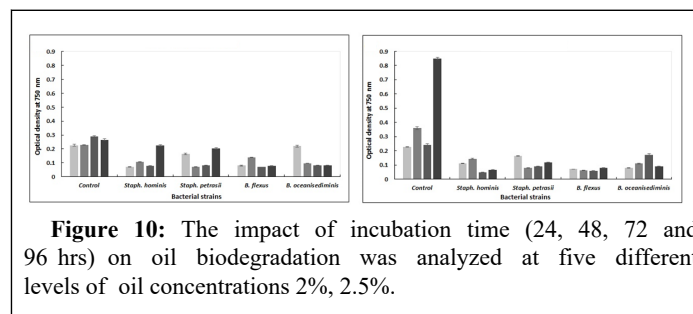 0.9
0.8
0.7
0.6
0.5
0.4
0.3
0.2
0.1
0
Optical density at 750 nm
Control Staph. hominis Staph. petrasii B. flexus B. oceanisediminis
Bacterial strains
0.9
0.8
0.7
0.6
0.5
0.4
0.3
0.2
0.1
0
Optical density at 750 nm
Control Staph. hominis Staph. petrasii B. flexus B. oceanisediminis
Bacterial strains
Figure 10: The impact of incubation time (24, 48, 72 and
96 hrs) on oil biodegradation was analyzed at five different
levels of oil concentrations 2%, 2.5%.